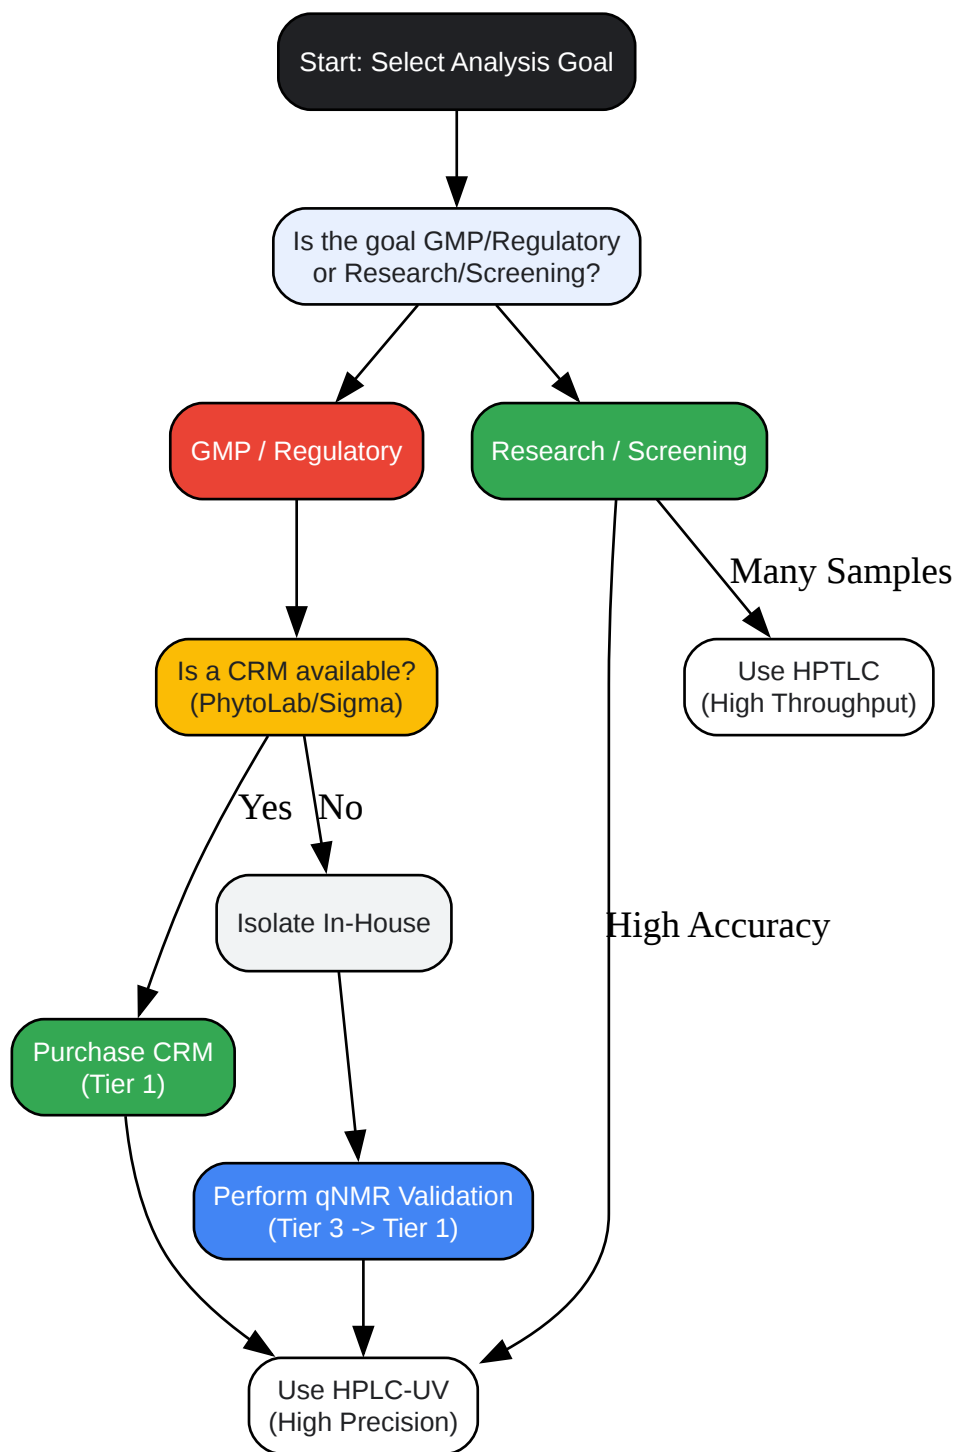 Start: Select Analysis Goal
Is the goal GMP/Regulatory
or Research/Screening?
GMP / Regulatory
Research / Screening
Many Samples
Is a CRM available?
(PhytoLab/Sigma)
Use HPTLC
(High Throughput)
Yes
No
Isolate In-House
High Accuracy
Purchase CRM
(Tier 1)
Perform qNMR Validation
(Tier 3 -> Tier 1)
Use HPLC-UV
(High Precision)